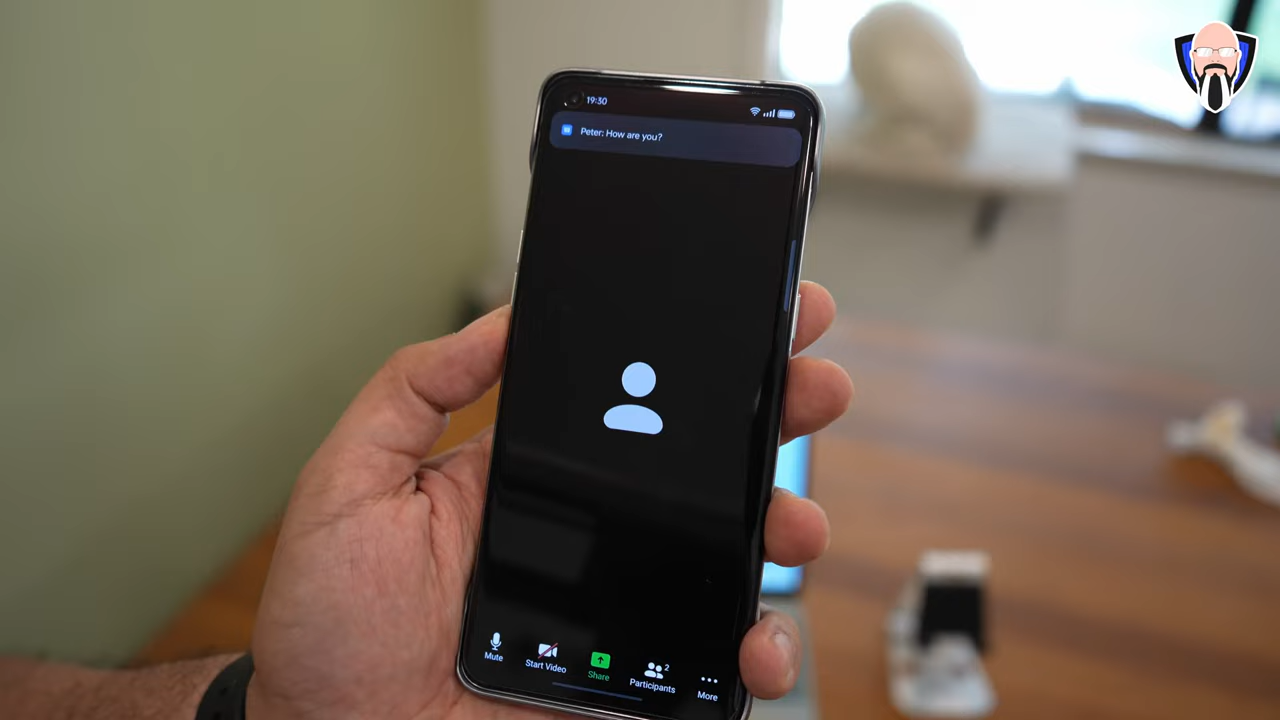 19:30
Peter: How are you?
Mute
Start Video
Share
2
Participants
More